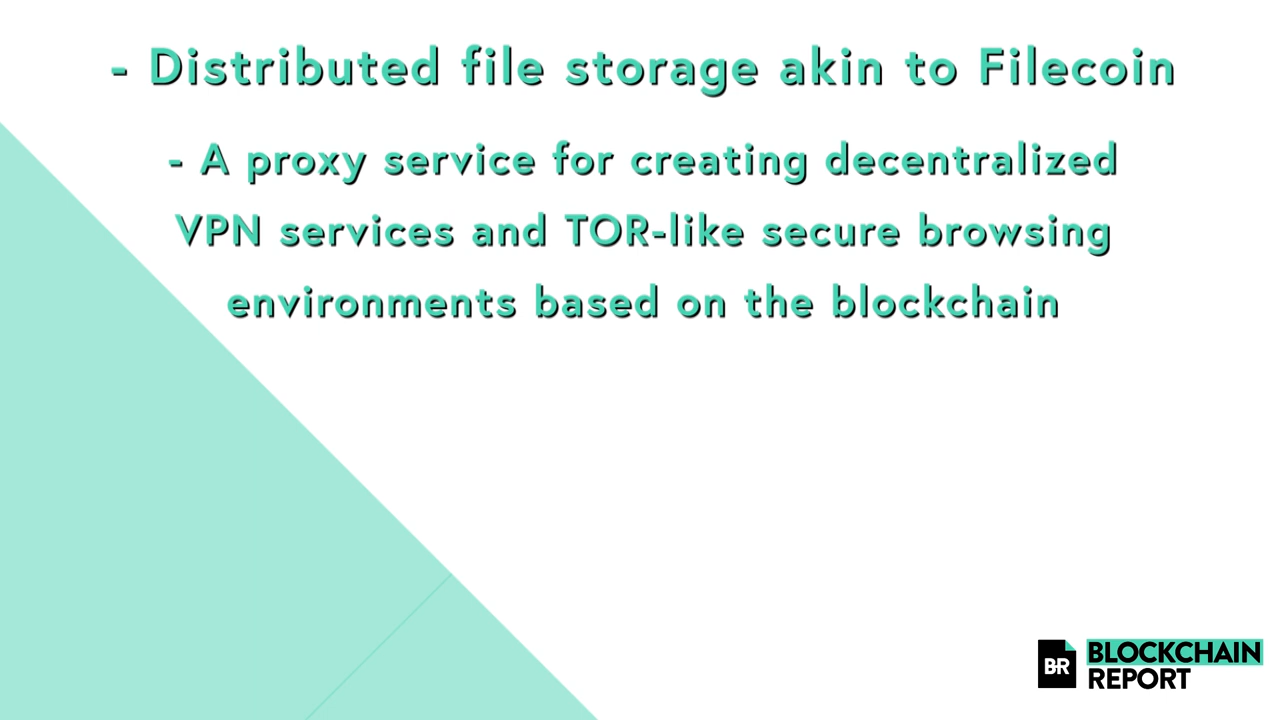 - Distributed file storage akin to Filecoin
- A proxy service for creating decentralized
VPN services and TOR-like secure browsing
environments based on the blockchain
BR
BLOCKCHAIN
REPORT